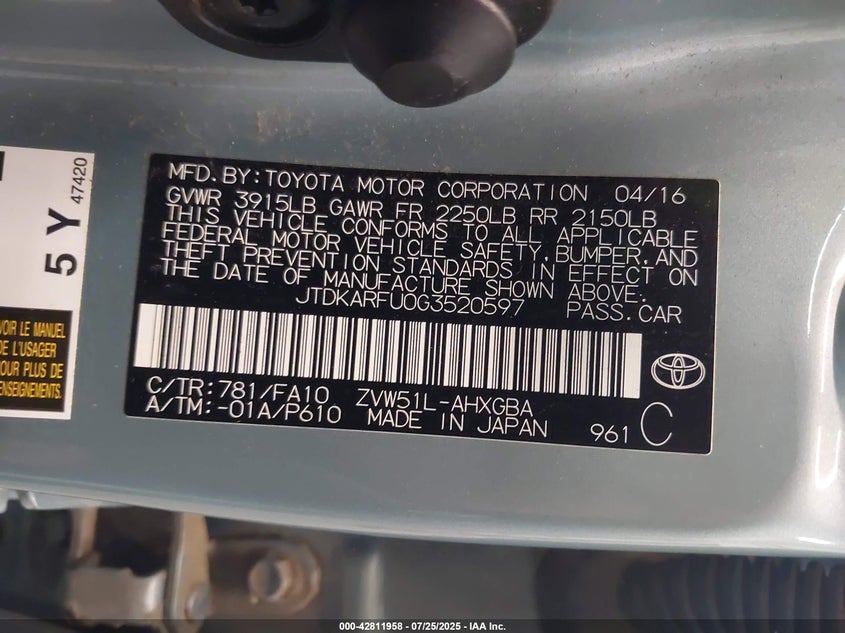 MFD. BY: TOYOTA MOTOR CORPORATION 04/16
GVWR 3915LB GAWR FR 2250LB RR 2150LB
THIS VEHICLE CONFORMS TO ALL APPLICABLE
FEDERAL MOTOR VEHICLE SAFETY, BUMPER, AND
THEFT PREVENTION STANDARDS IN EFFECT ON
THE DATE OF MANUFACTURE SHOWN ABOVE.
JTDKARFU0G3520597 PASS.CAR
C/TR: 781/FA10 ZVW51L-AHXGBA
A/TM: -01A/P610 MADE IN JAPAN 961 C
5 Y
47420
VOIR LE MANUEL
DE L'USAGER
POUR PLUS DE
RENSEIGNEMENTS.
000-42811958 - 07/25/2025 - IAA Inc.